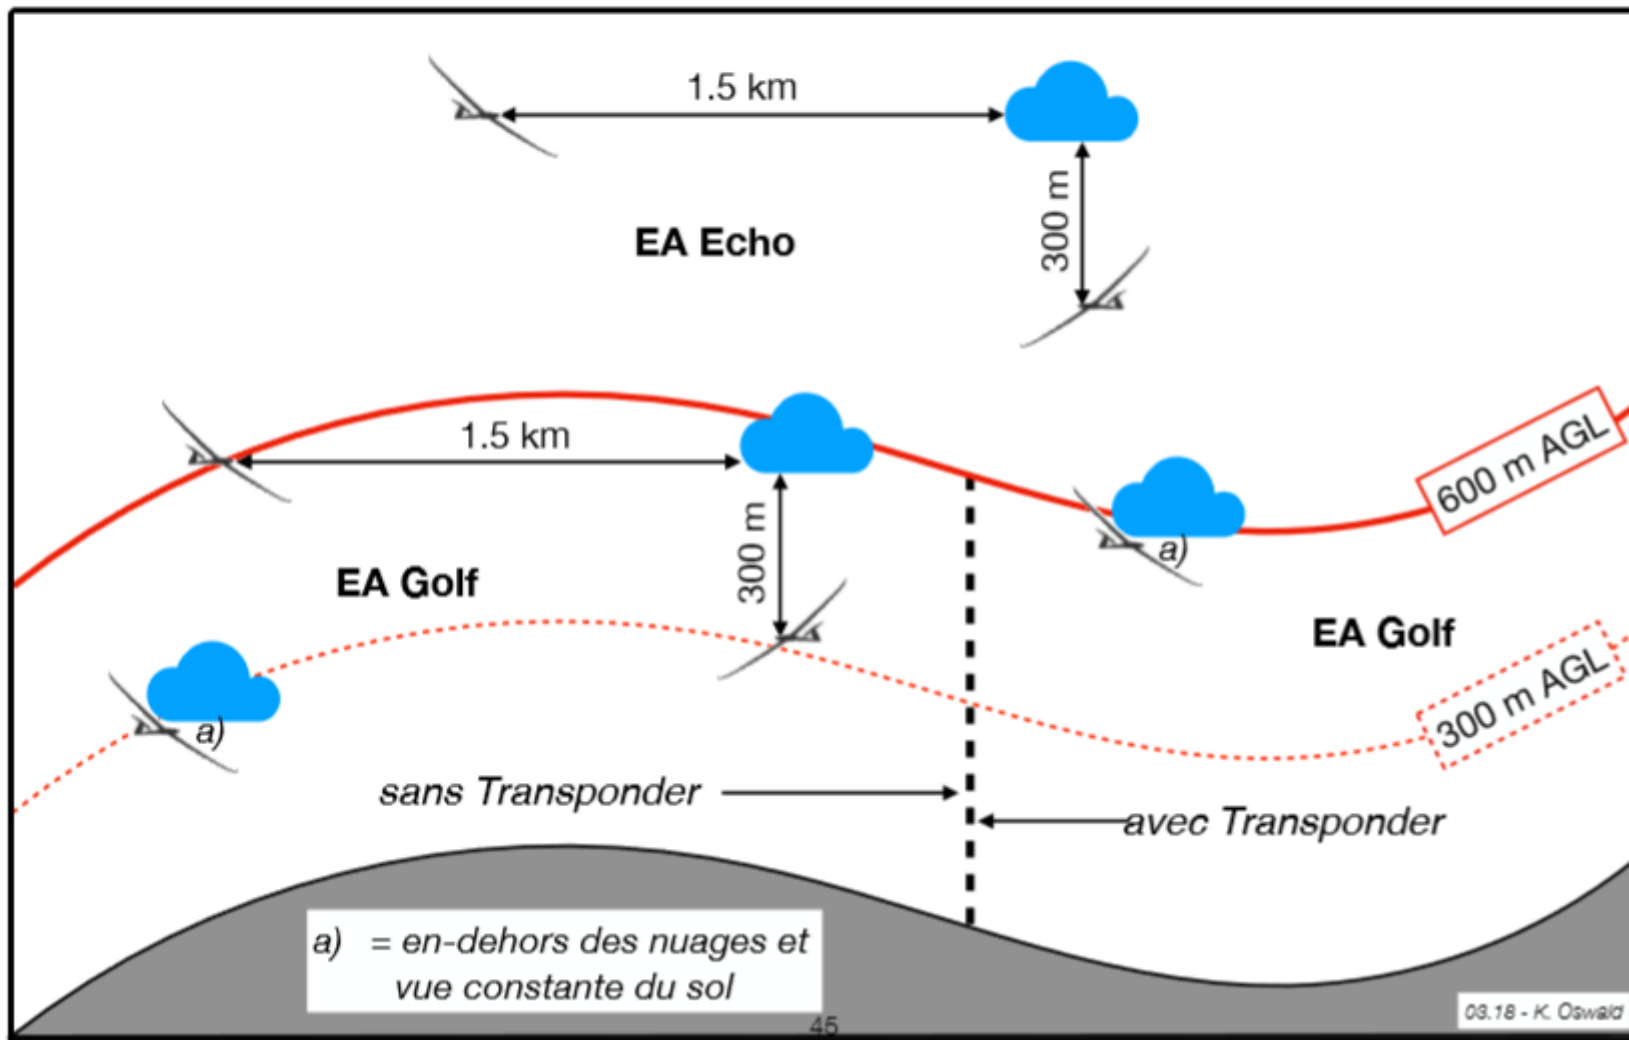 1.5 km
300 m
EA Echo
1.5 km
600 m AGL
300 m
a)
EA Golf
EA Golf
300 m AGL
a)
sans Transponder
avec Transponder
a) = en-dehors des nuages et
vue constante du sol
03.18 - K. Oswald
45